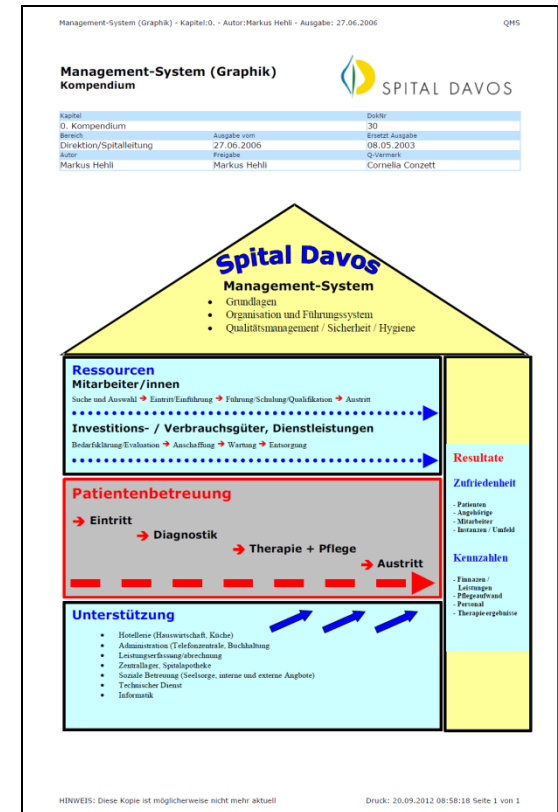 Management-System (Graphik) - Kapitel:0. - Autor:Markus Hehli - Ausgabe: 27.06.2006 QMS
Management-System (Graphik)
Kompendium
SPITAL DAVOS
Kapitel DokNr
0. Kompendium 30
Bereich Ausgabe vom Ersetzt Ausgabe
Direktion/Spitalleitung 27.06.2006 08.05.2003
Autor Freigabe Q-Vermerk
Markus Hehli Markus Hehli Cornelia Conzett
Spital Davos
Management-System
• Grundlagen
• Organisation und Führungssystem
• Qualitätsmanagement / Sicherheit / Hygiene
Ressourcen
Mitarbeiter/innen
Suche und Auswahl ➔ Eintritt/Einführung ➔ Führung/Schulung/Qualifikation ➔ Austritt
Investitions- / Verbrauchsgüter, Dienstleistungen
Bedarfsklärung/Evaluation ➔ Anschaffung ➔ Wartung ➔ Entsorgung
Patientenbetreuung
➔ Eintritt
➔ Diagnostik
➔ Therapie + Pflege
➔ Austritt
Unterstützung
• Hotellerie (Hauswirtschaft, Küche)
• Administration (Telefonzentrale, Buchhaltung
• Leistungserfassung/abrechnung
• Zentrallager, Spitalapotheke
• Soziale Betreuung (Seelsorge, interne und externe Angbote)
• Technischer Dienst
• Informatik
Resultate
Zufriedenheit
- Patienten
- Angehörige
- Mitarbeiter
- Instanzen / Umfeld
Kennzahlen
- Finnazen /
Leistungen
- Pflegeaufwand
- Personal
- Therapieergebnisse
HINWEIS: Diese Kopie ist möglicherweise nicht mehr aktuell Druck: 20.09.2012 08:58:18 Seite 1 von 1